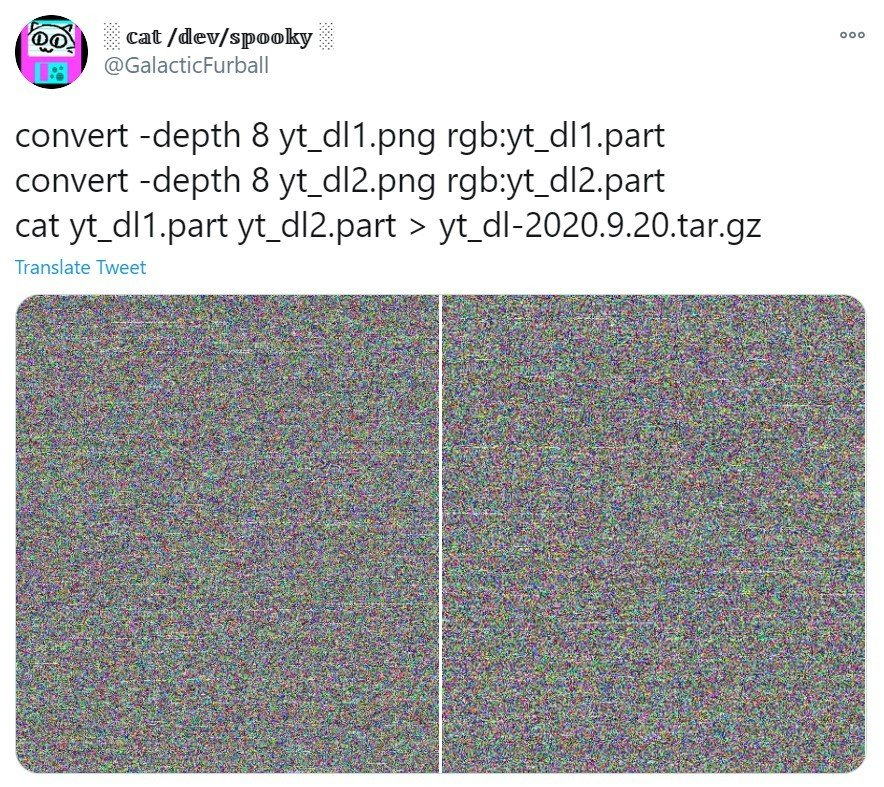 ░ 𝕔𝕒𝕥 /𝕕𝕖𝕧/𝕤𝕡𝕠𝕠𝕜𝕪 ░
@GalacticFurball
convert -depth 8 yt_dl1.png rgb:yt_dl1.part
convert -depth 8 yt_dl2.png rgb:yt_dl2.part
cat yt_dl1.part yt_dl2.part > yt_dl-2020.9.20.tar.gz
Translate Tweet